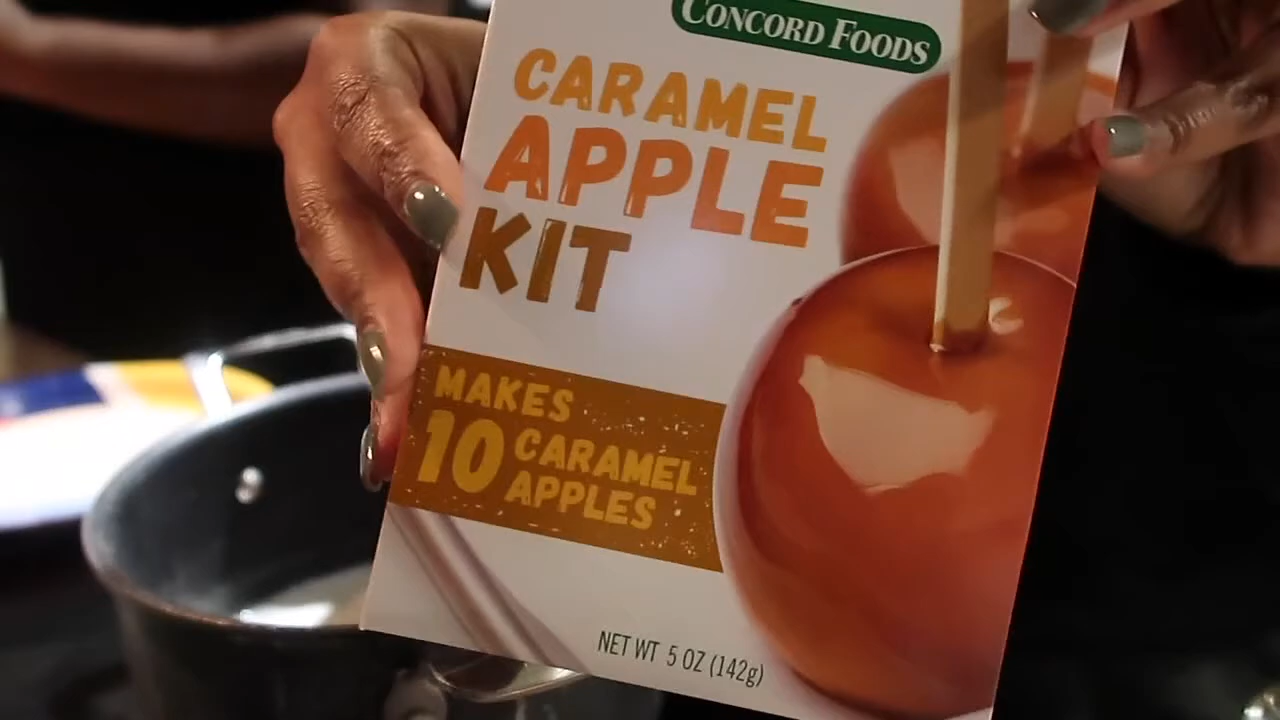 CONCORD FOODS
CARAMEL
APPLE
KIT
MAKES
10 CARAMEL
APPLES
NET WT 5 OZ (142g)